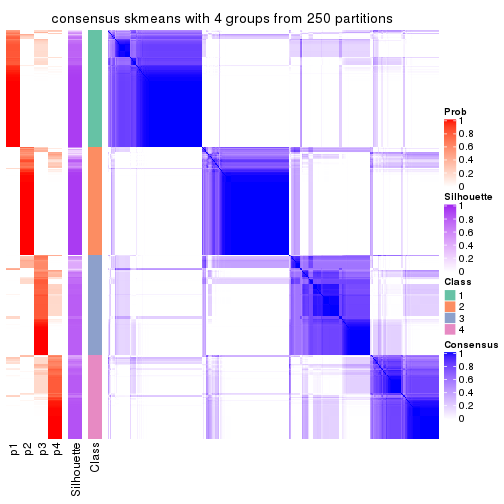 consensus skmeans with 4 groups from 250 partitions
Prob
1
0.8
0.6
0.4
0.2
0
Silhouette
1
0.8
0.6
0.4
0.2
0
Class
1
2
3
4
Consensus
1
0.8
0.6
0.4
0.2
0
p1
p2
p3
p4
Silhouette
Class